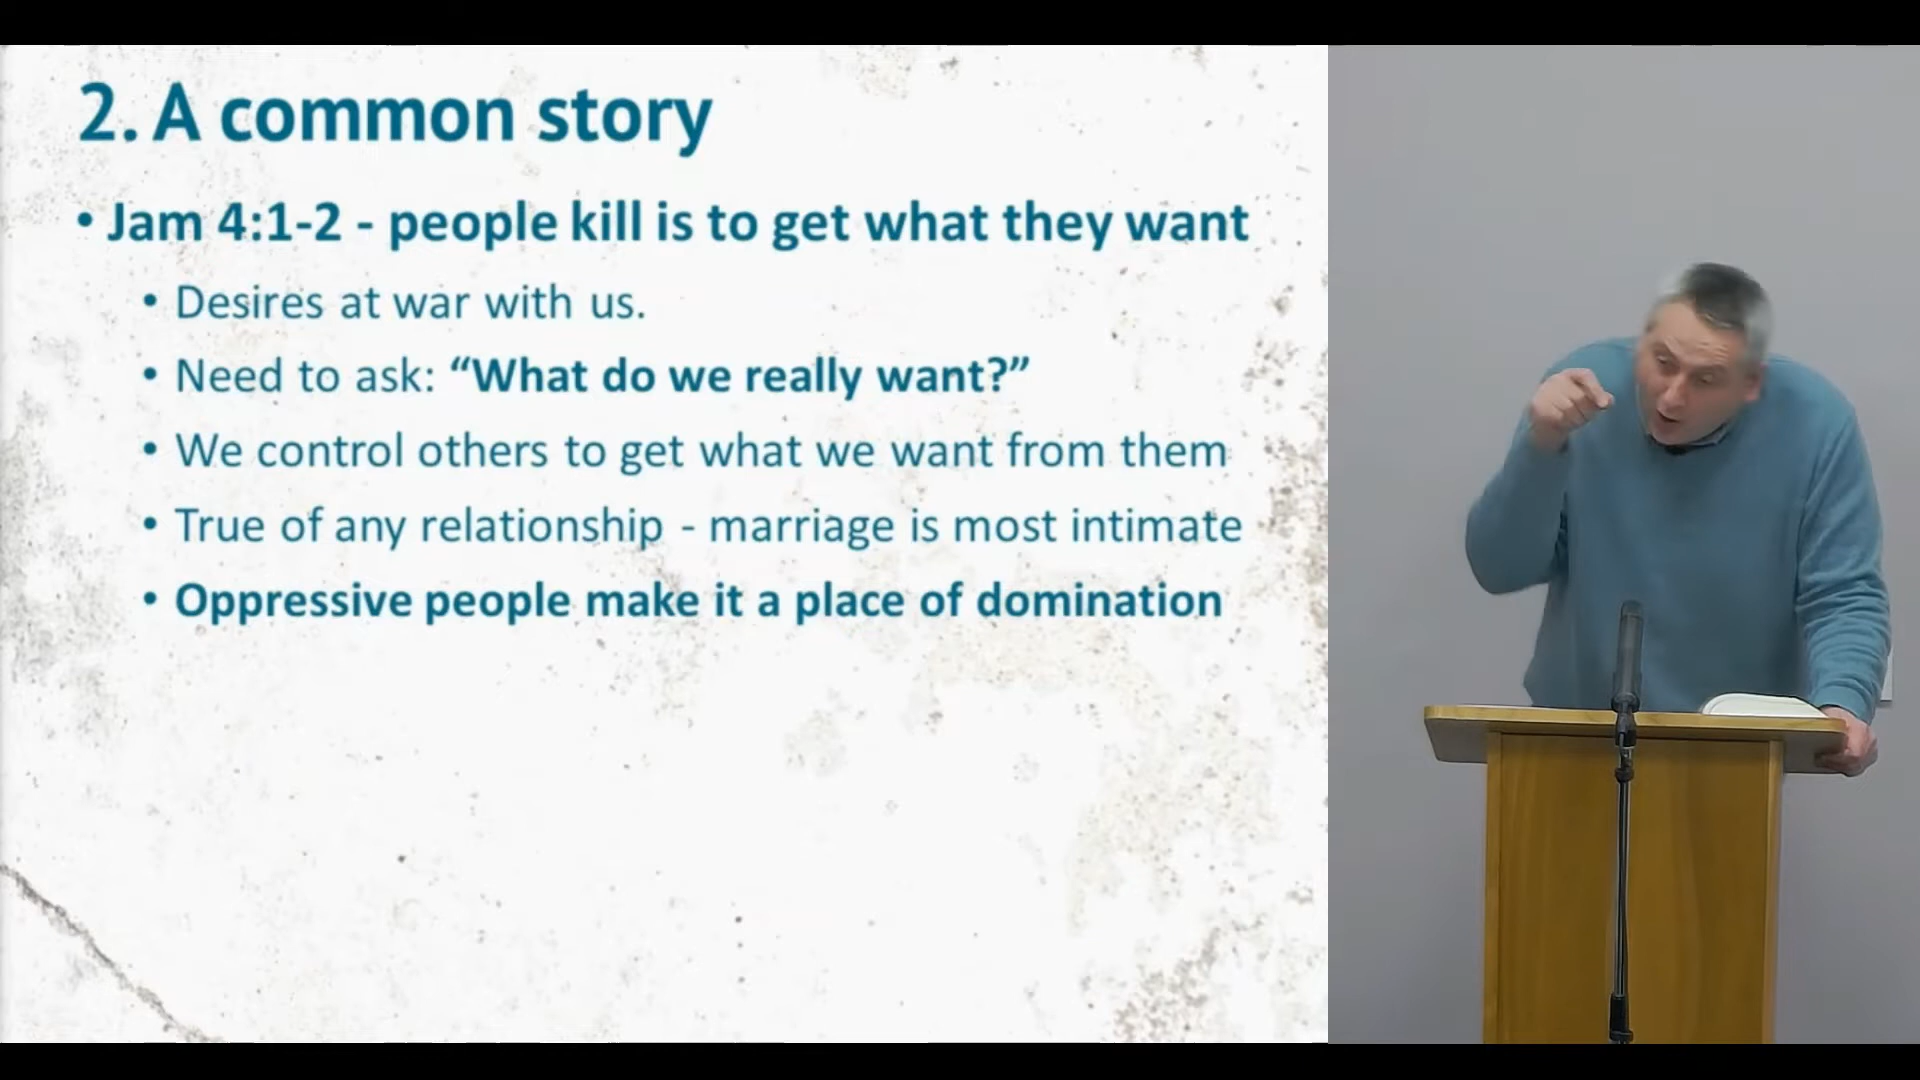 2. A common story
• Jam 4:1-2 - people kill is to get what they want
• Desires at war with us.
• Need to ask: “What do we really want?”
• We control others to get what we want from them
• True of any relationship - marriage is most intimate
• Oppressive people make it a place of domination